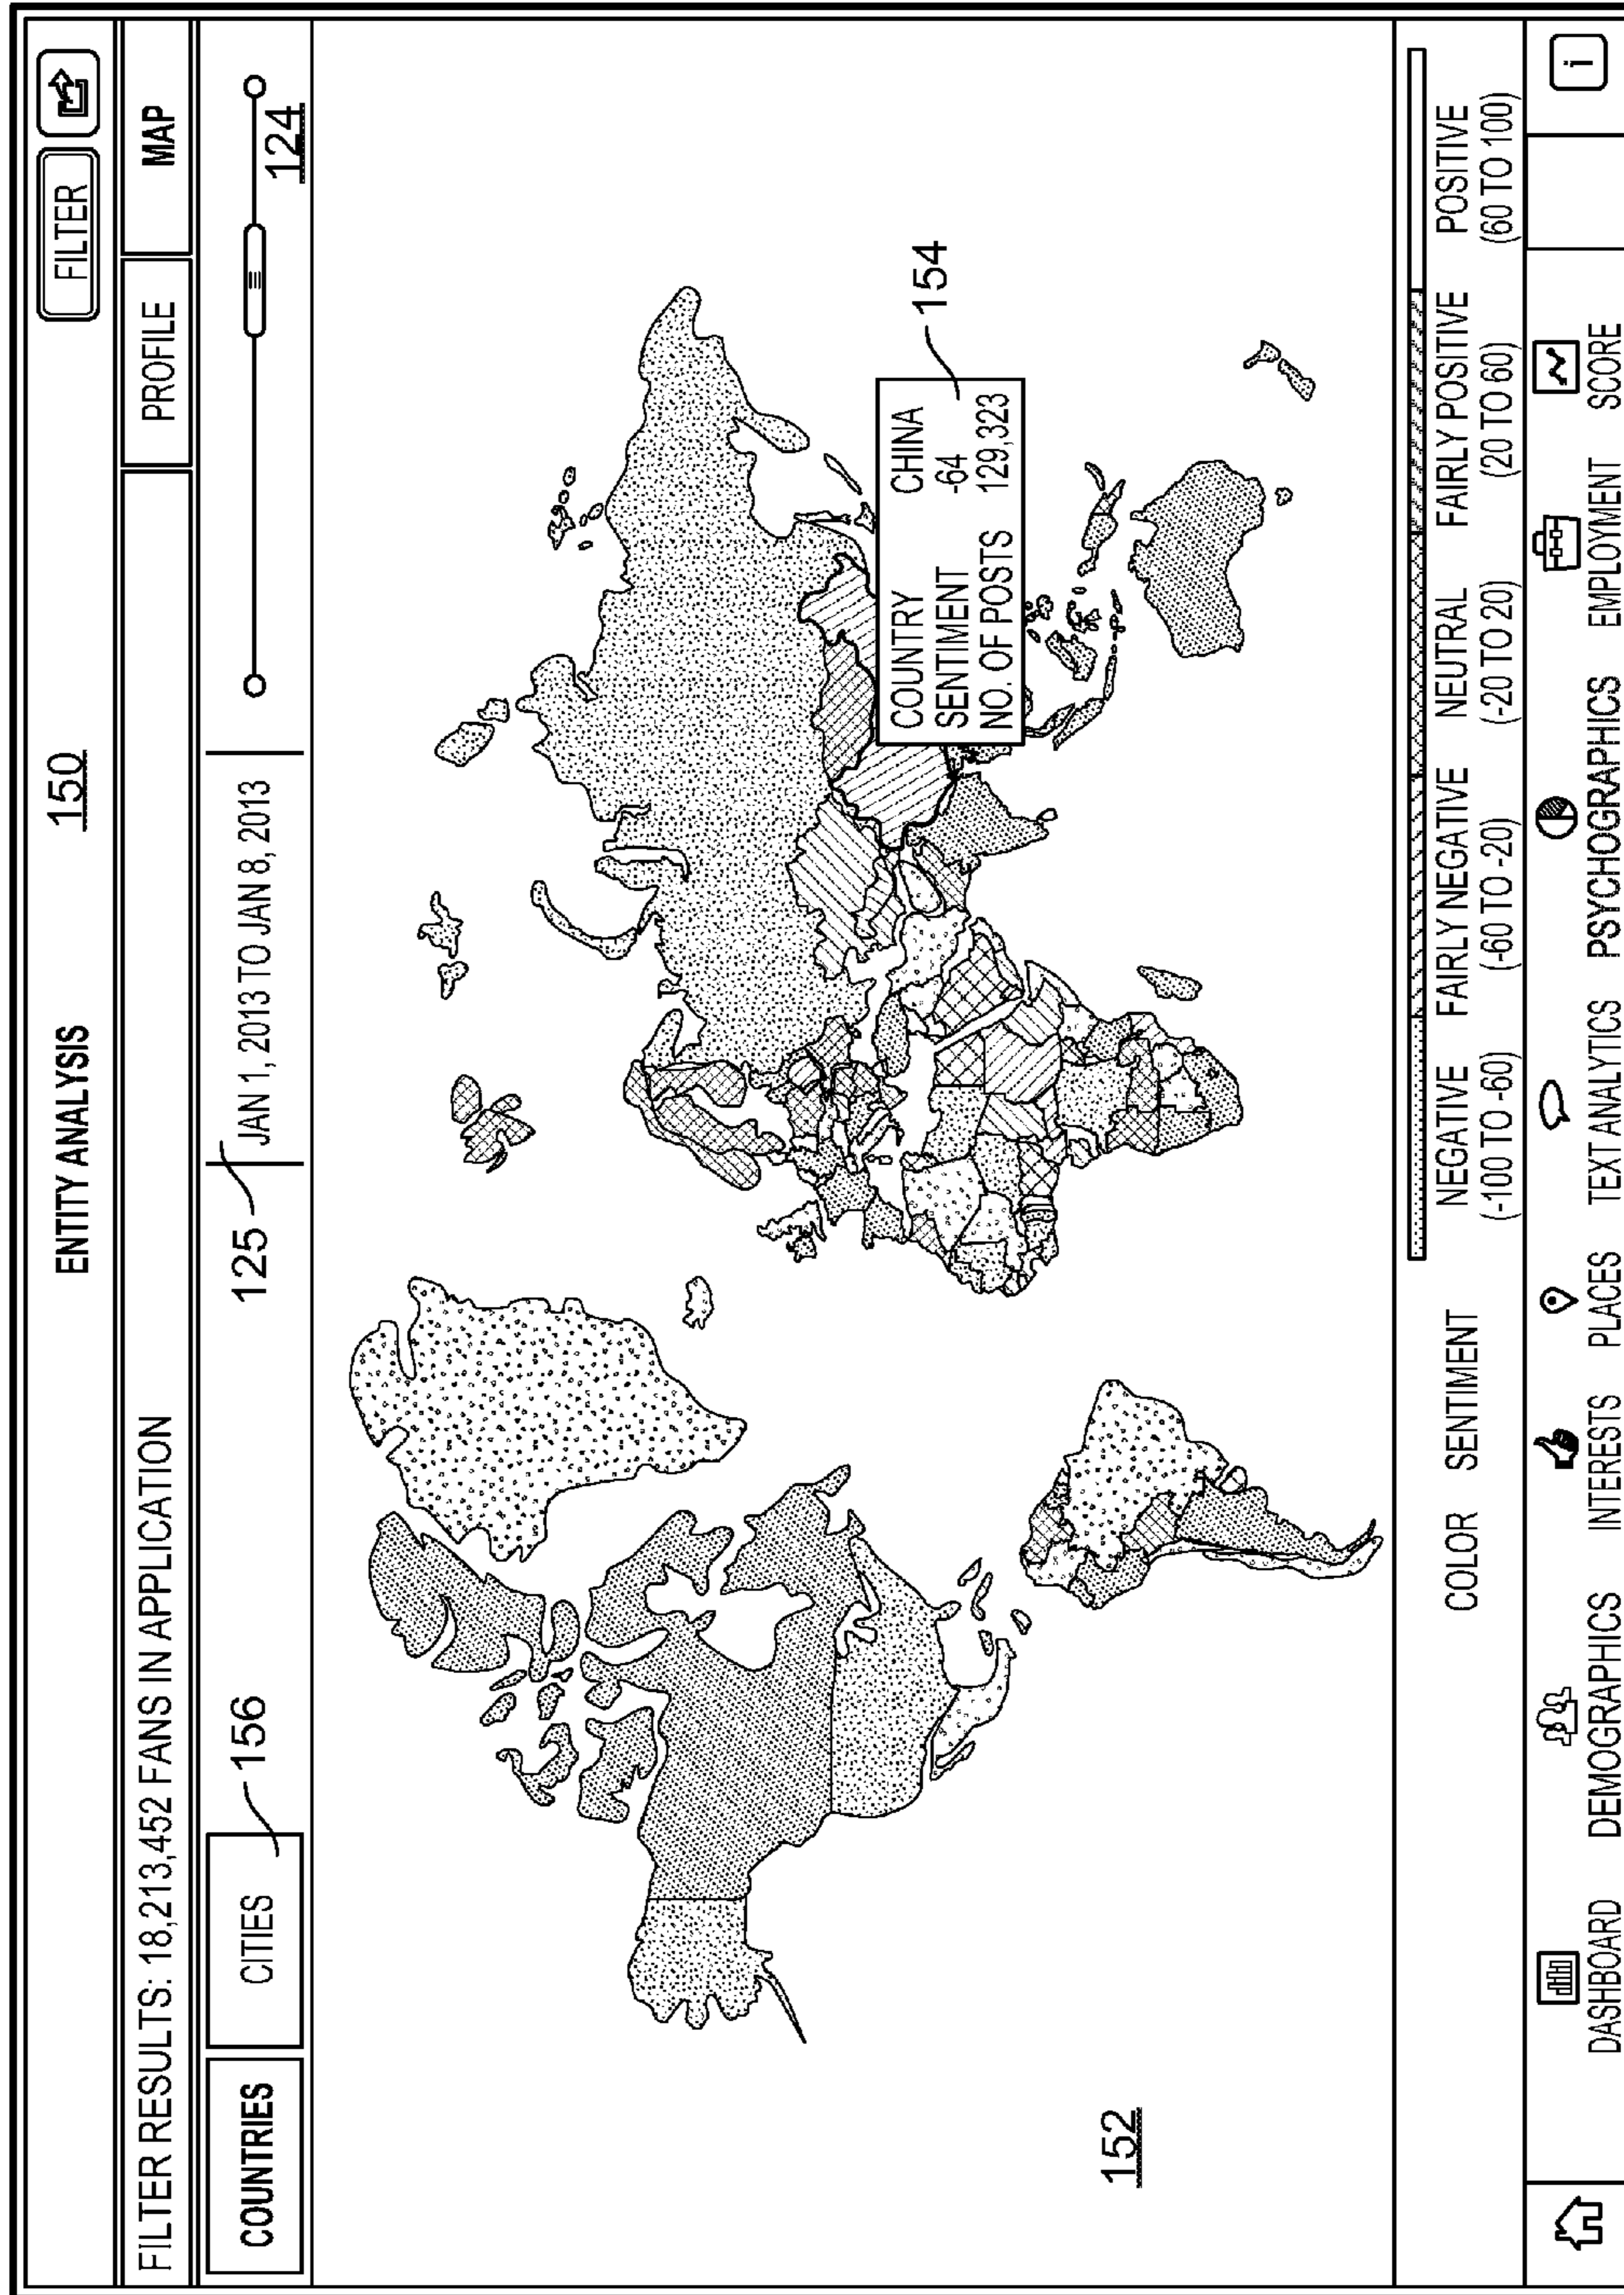 ENTITY ANALYSIS
150
FILTER
FILTER RESULTS: 18,213,452 FANS IN APPLICATION
PROFILE
MAP
COUNTRIES
CITIES
156
125
JAN 1, 2013 TO JAN 8, 2013
124
152
COUNTRY CHINA
SENTIMENT -64
NO. OF POSTS 129,323
154
COLOR SENTIMENT
NEGATIVE
(-100 TO -60)
FAIRLY NEGATIVE
(-60 TO -20)
NEUTRAL
(-20 TO 20)
FAIRLY POSITIVE
(20 TO 60)
POSITIVE
(60 TO 100)
DASHBOARD
DEMOGRAPHICS
INTERESTS
PLACES
TEXT ANALYTICS
PSYCHOGRAPHICS
EMPLOYMENT
SCORE
i